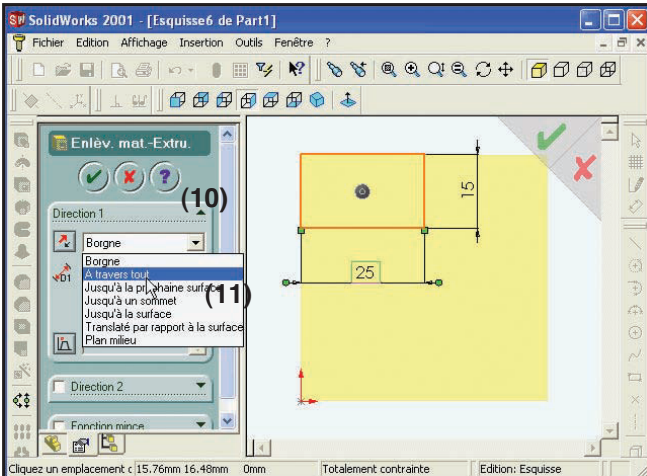 SolidWorks 2001 - [Esquisse6 de Part1]
Fichier Edition Affichage Insertion Outils Fenêtre ?
Enlèv. mat.-Extru.
(10)
Direction 1
Borgne
Borgne
A travers tout
Jusqu'à la prochaine surface
(11)
Jusqu'à un sommet
Jusqu'à la surface
Translaté par rapport à la surface
Plan milieu
D1
Direction 2
Fonction mince
15
25
Cliquez un emplacement c 15.76mm 16.48mm 0mm Totalement contrainte Edition: Esquisse